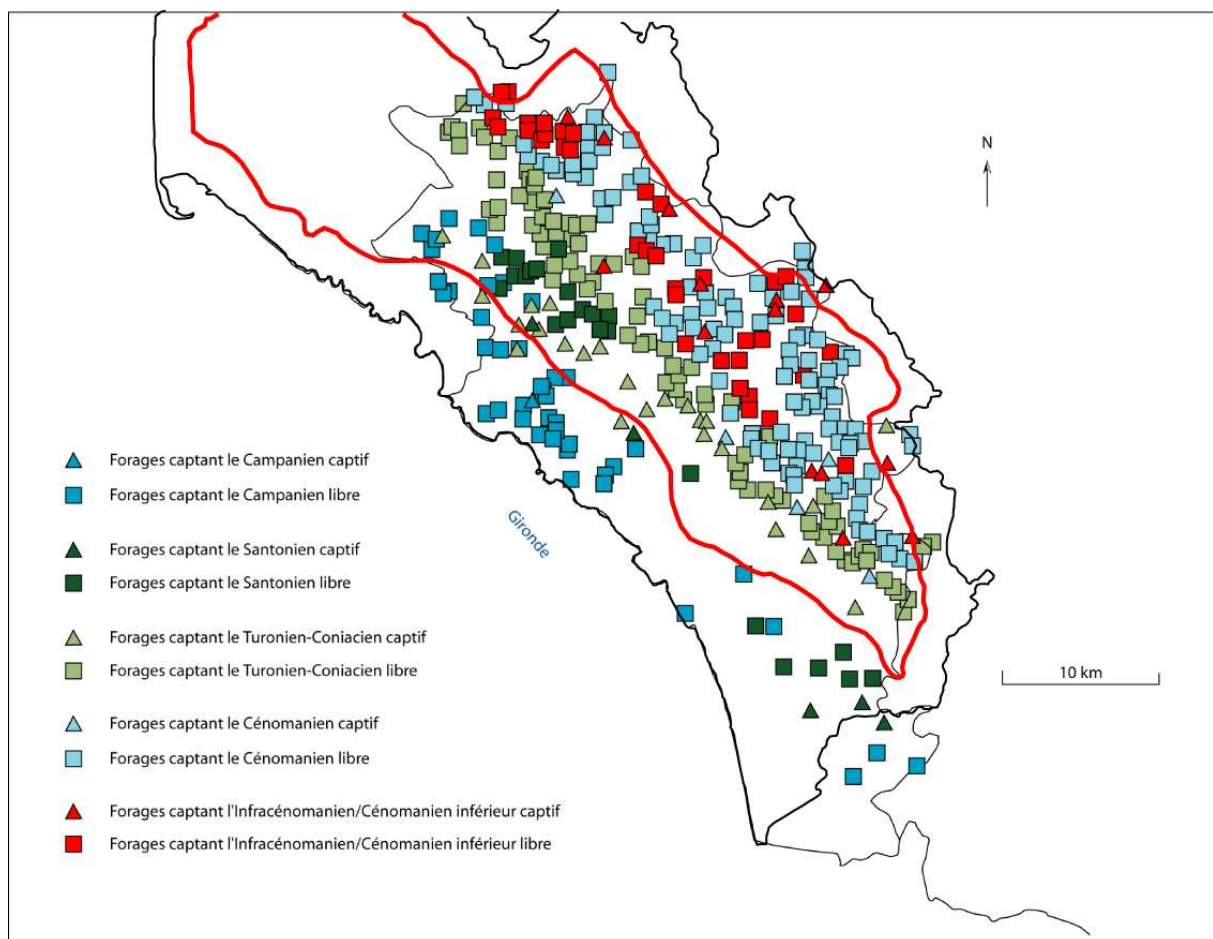 N
Forages captant le Campanien captif
Forages captant le Campanien libre
Gironde
Forages captant le Santonien captif
Forages captant le Santonien libre
Forages captant le Turonien-Coniacien captif
Forages captant le Turonien-Coniacien libre
10 km
Forages captant le Cénomanien captif
Forages captant le Cénomanien libre
Forages captant l'Infracénomanien/Cénomanien inférieur captif
Forages captant l'Infracénomanien/Cénomanien inférieur libre